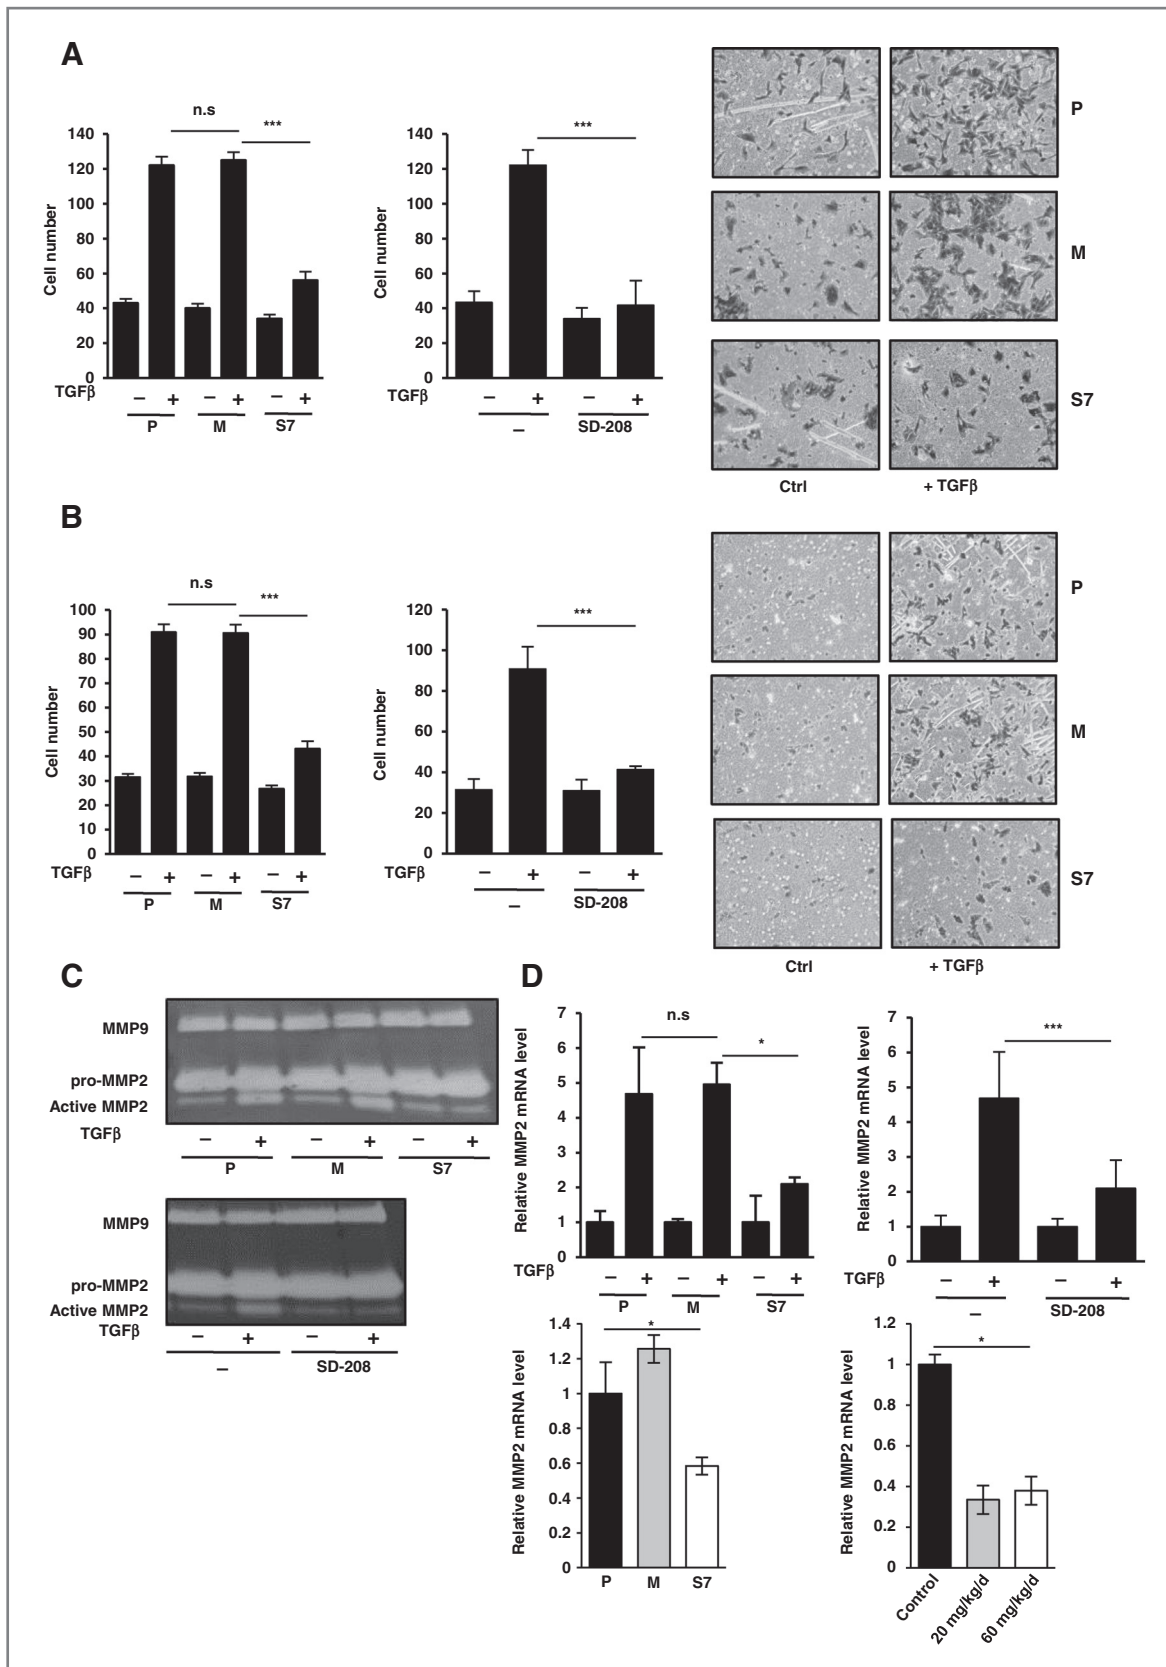 A
n.s
***
140
120
100
80
60
40
20
0
Cell number
TGFβ
– + – + – +
P M S7
***
140
120
100
80
60
40
20
0
Cell number
TGFβ
– + – +
– SD-208
P
M
S7
Ctrl + TGFβ
B
n.s
***
100
90
80
70
60
50
40
30
20
10
0
Cell number
TGFβ
– + – + – +
P M S7
***
120
100
80
60
40
20
0
Cell number
TGFβ
– + – +
– SD-208
P
M
S7
Ctrl + TGFβ
C
MMP9
pro-MMP2
Active MMP2
TGFβ
– + – + – +
P M S7
MMP9
pro-MMP2
Active MMP2
TGFβ
– + – +
– SD-208
D
n.s
*
7
6
5
4
3
2
1
0
Relative MMP2 mRNA level
TGFβ
– + – + – +
P M S7
***
7
6
5
4
3
2
1
0
Relative MMP2 mRNA level
TGFβ
– + – +
– SD-208
*
1.4
1.2
1
0.8
0.6
0.4
0.2
0
Relative MMP2 mRNA level
P M S7
*
1.2
1
0.8
0.6
0.4
0.2
0
Relative MMP2 mRNA level
Control
20 mg/kg/d
60 mg/kg/d